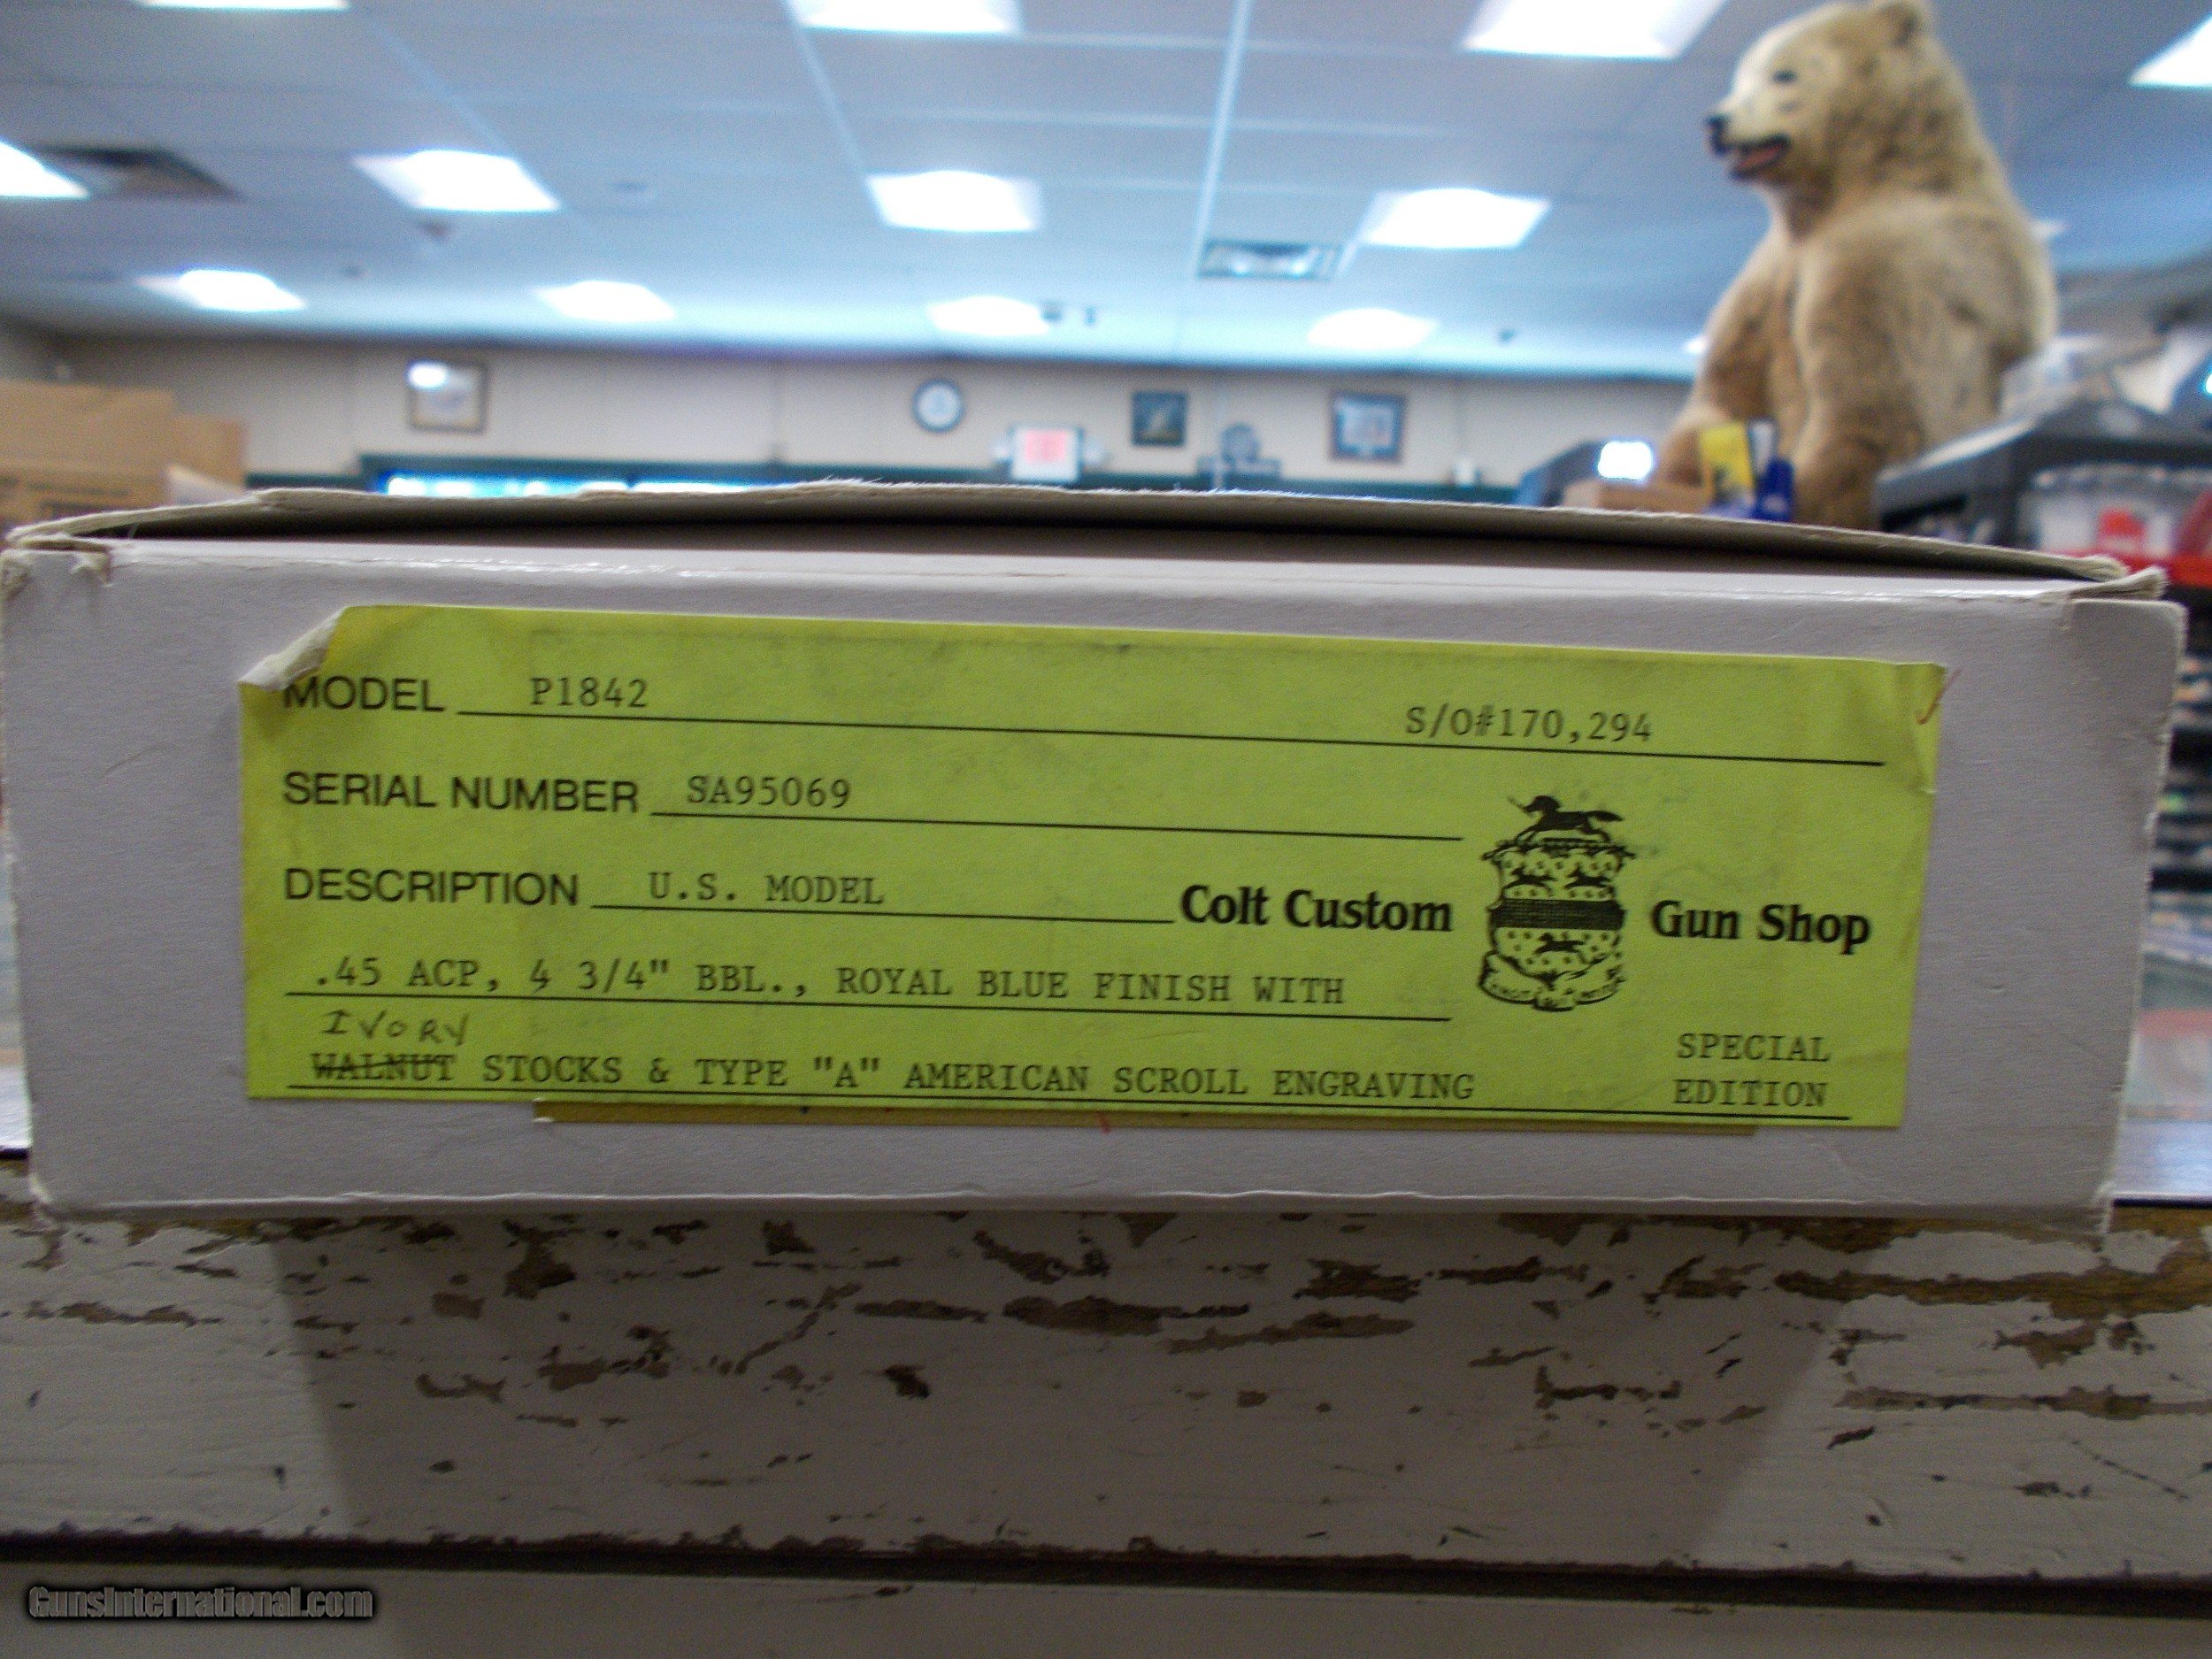 MODEL P1842 S/O#170,294
SERIAL NUMBER SA95069
DESCRIPTION U.S. MODEL Colt Custom Gun Shop
.45 ACP, 4 3/4" BBL., ROYAL BLUE FINISH WITH
IVORY
WALNUT STOCKS & TYPE "A" AMERICAN SCROLL ENGRAVING
SPECIAL
EDITION
GunsInternational.com